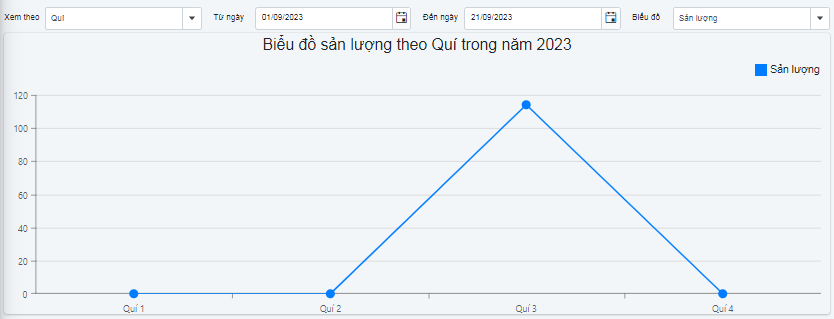 Xem theo Quí Từ ngày 01/09/2023 Đến ngày 21/09/2023 Biểu đồ Sản lượng
Biểu đồ sản lượng theo Quí trong năm 2023
Sản lượng
120
100
80
60
40
20
0
Quí 1 Quí 2 Quí 3 Quí 4